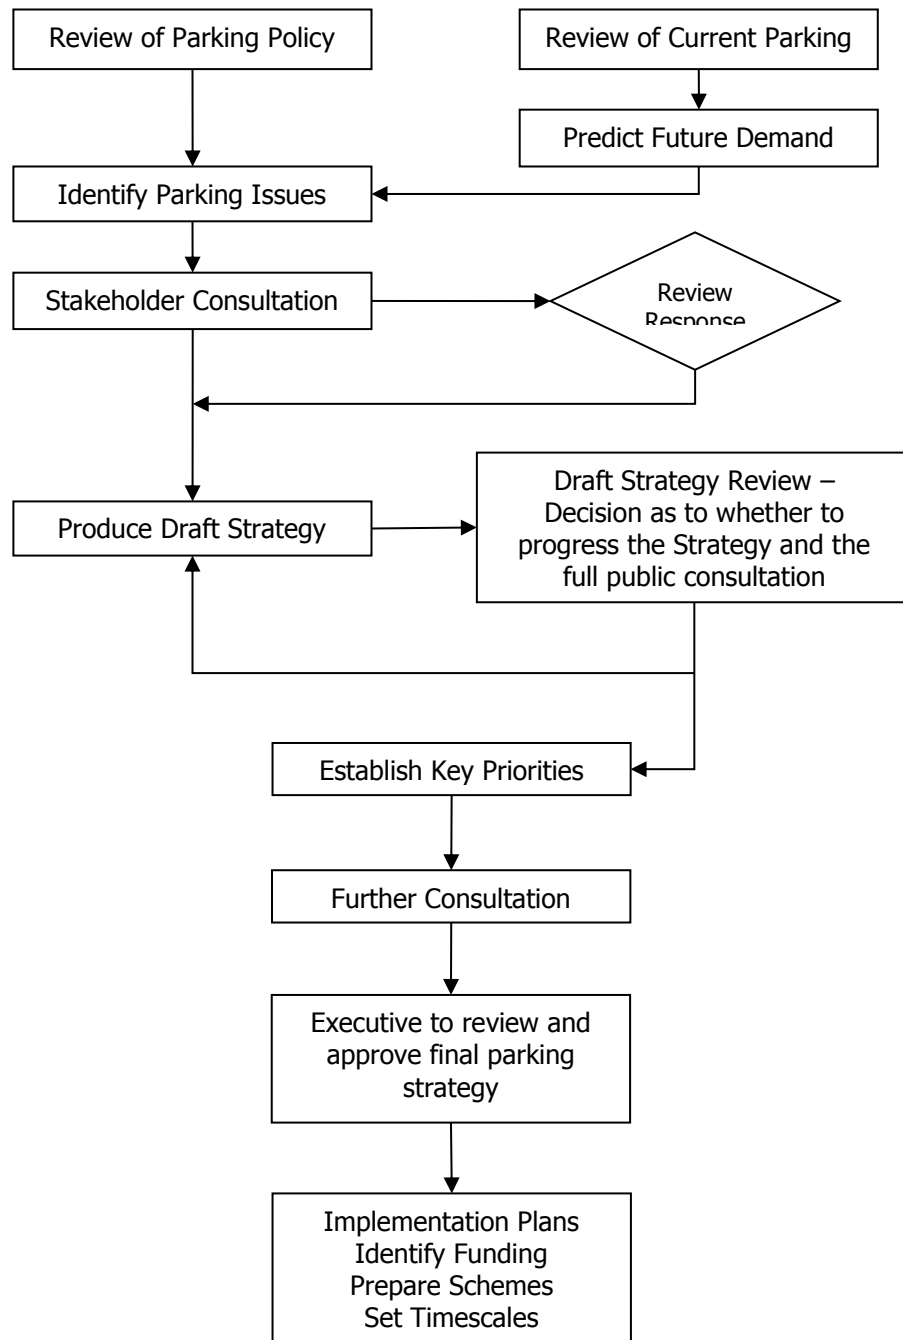 Review of Parking Policy
Review of Current Parking
Predict Future Demand
Identify Parking Issues
Stakeholder Consultation
Review
Response
Produce Draft Strategy
Draft Strategy Review –
Decision as to whether to
progress the Strategy and the
full public consultation
Establish Key Priorities
Further Consultation
Executive to review and
approve final parking
strategy
Implementation Plans
Identify Funding
Prepare Schemes
Set Timescales